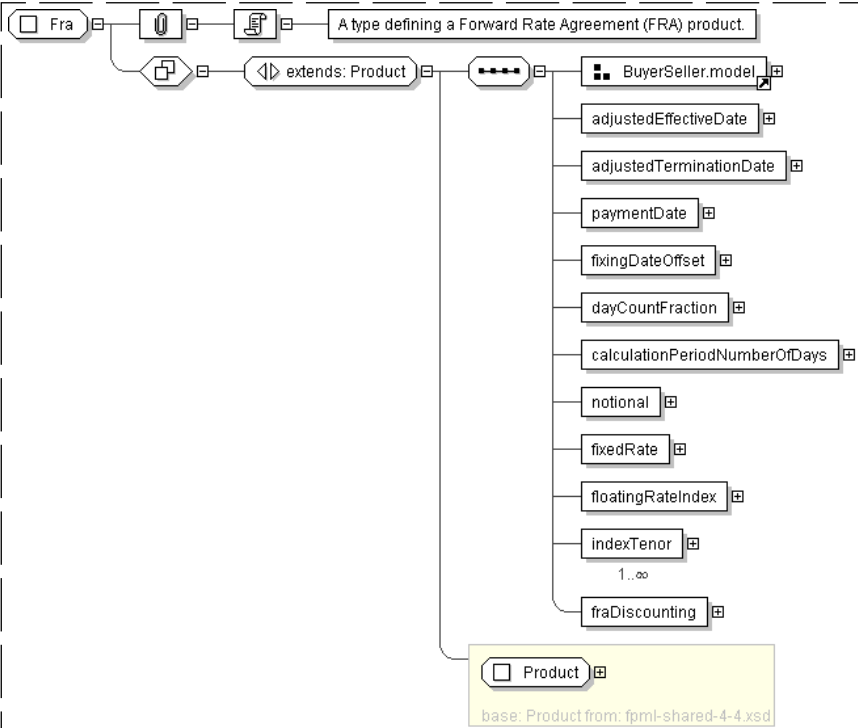 Fra
A type defining a Forward Rate Agreement (FRA) product.
extends: Product
BuyerSeller.model
adjustedEffectiveDate
adjustedTerminationDate
paymentDate
fixingDateOffset
dayCountFraction
calculationPeriodNumberOfDays
notional
fixedRate
floatingRateIndex
indexTenor
1..∞
fraDiscounting
Product
base: Product from: fpml-shared-4-4.xsd